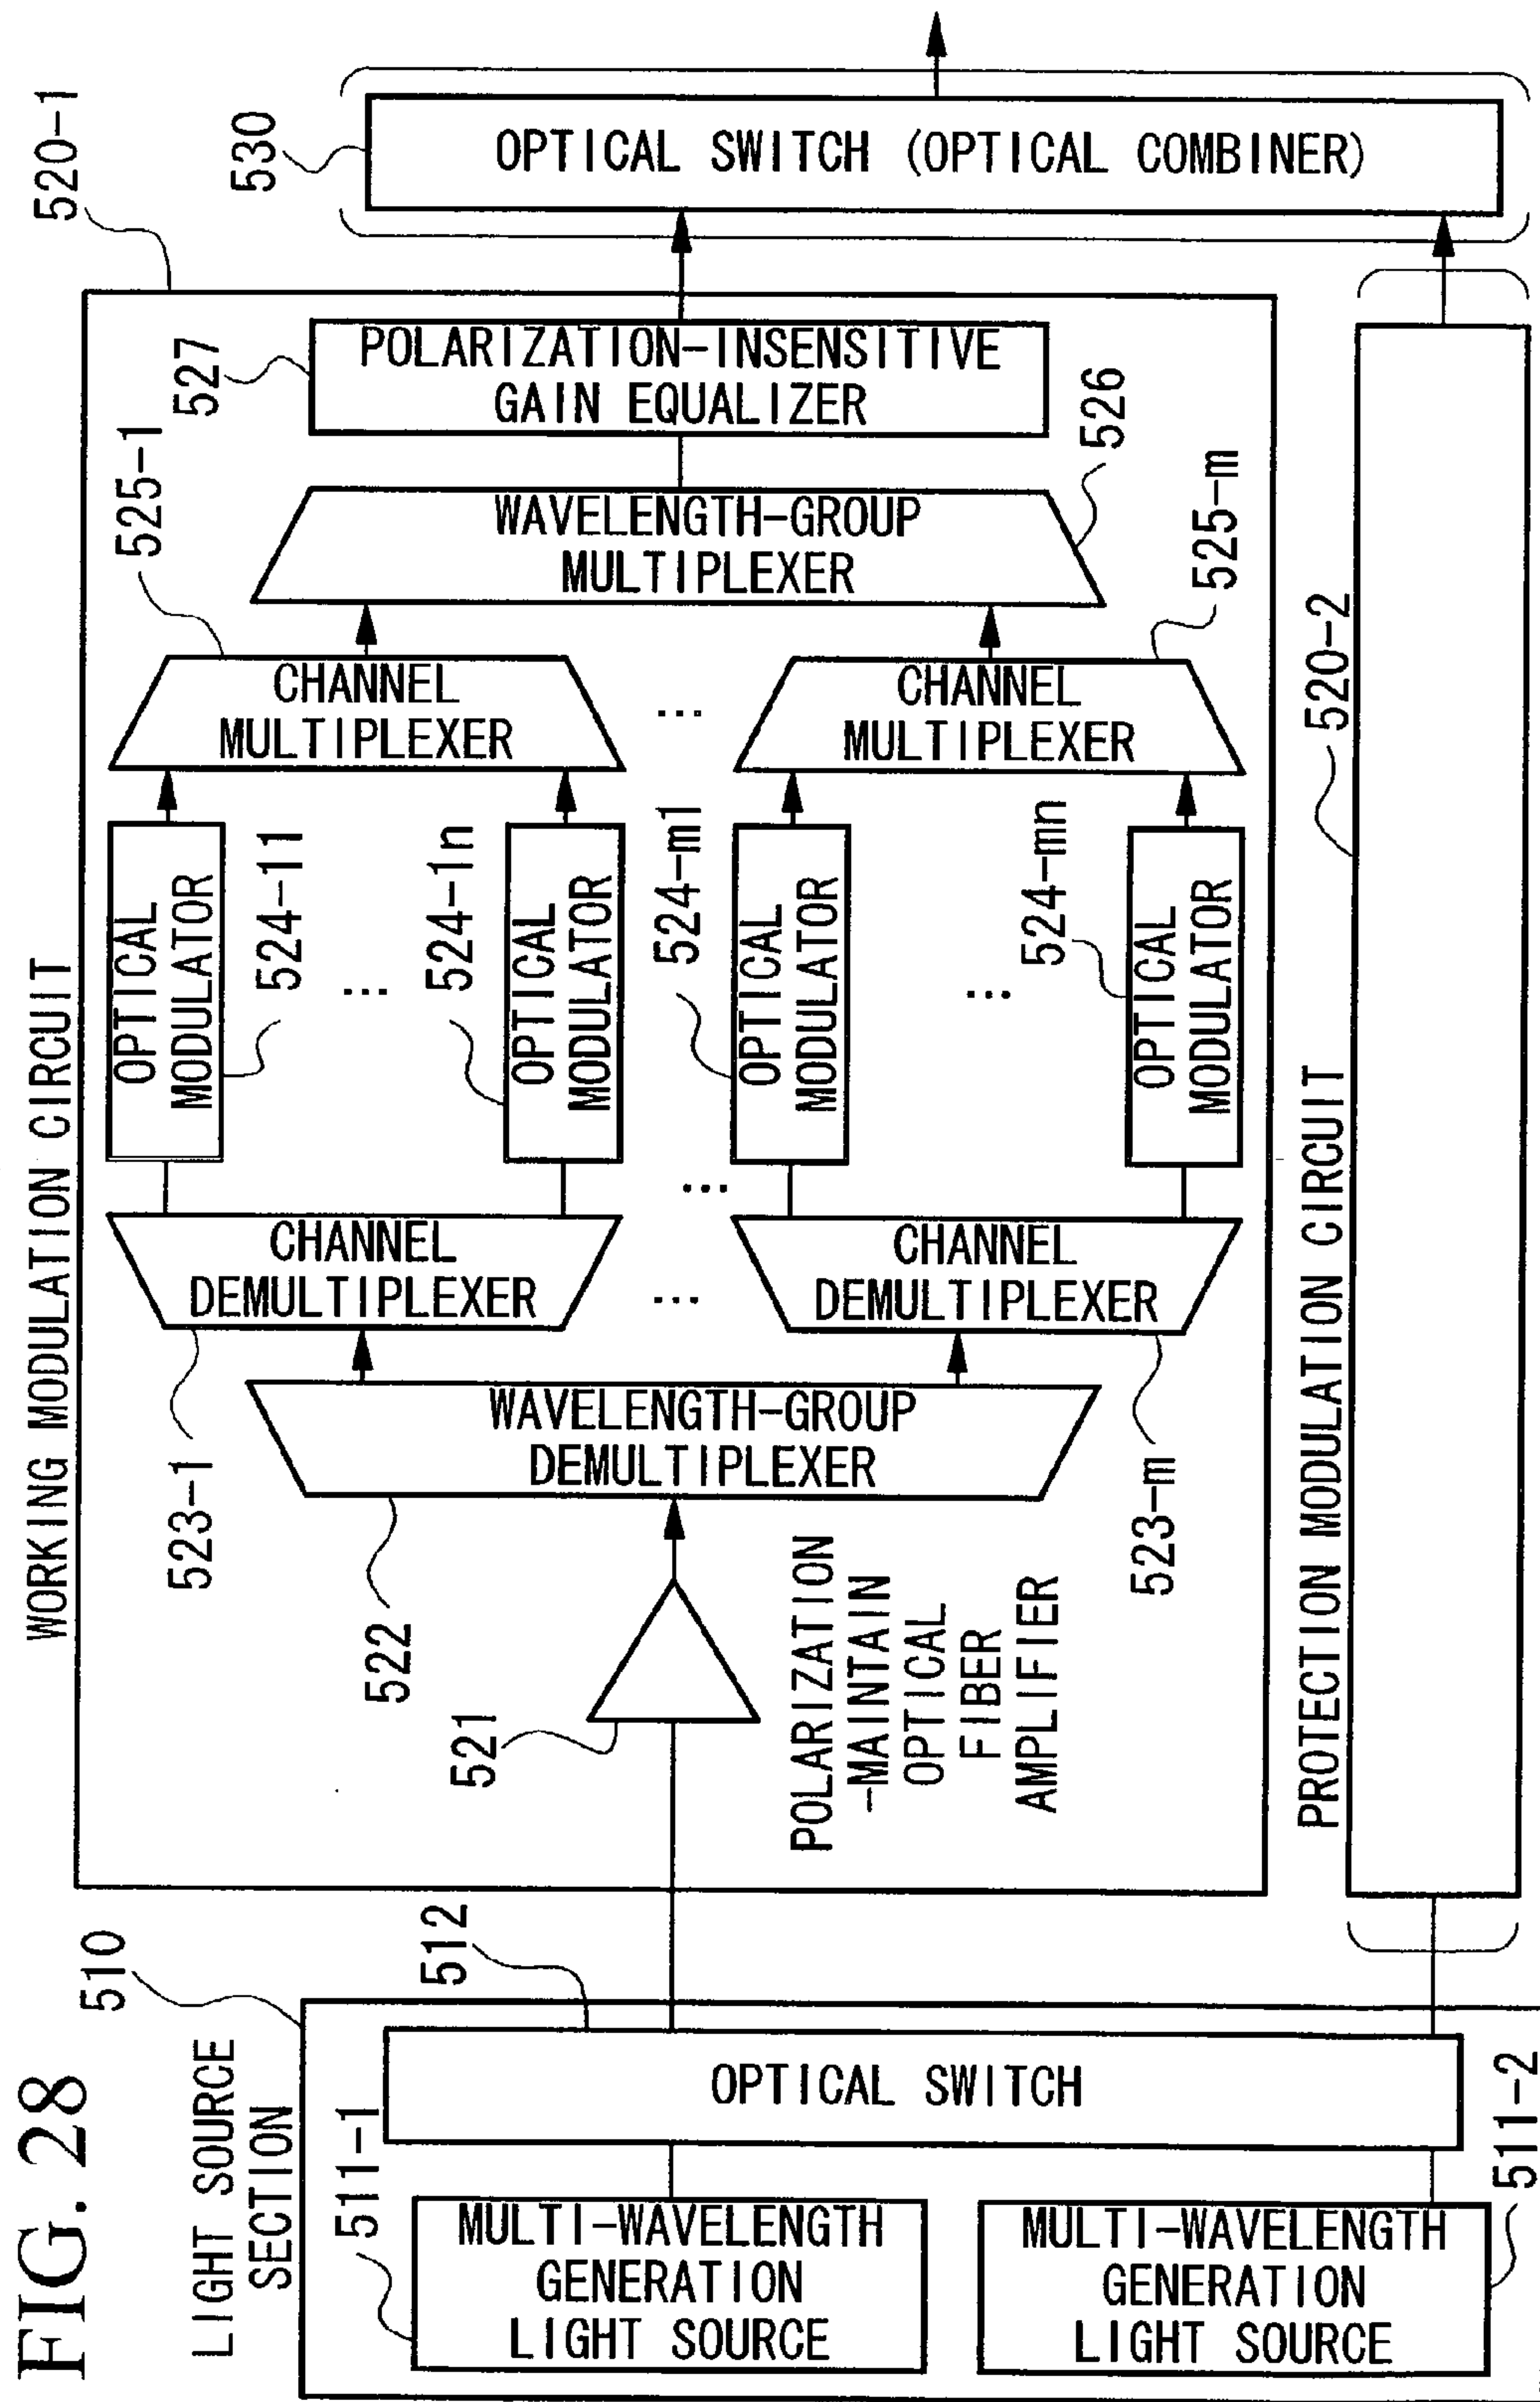 FIG. 28
LIGHT SOURCE
SECTION
510
511-1
MULTI-WAVELENGTH
GENERATION
LIGHT SOURCE
MULTI-WAVELENGTH
GENERATION
LIGHT SOURCE
511-2
512
OPTICAL SWITCH
WORKING MODULATION CIRCUIT
520-1
521
POLARIZATION
-MAINTAIN
OPTICAL
FIBER
AMPLIFIER
522
WAVELENGTH-GROUP
DEMULTIPLEXER
523-1
CHANNEL
DEMULTIPLEXER
...
CHANNEL
DEMULTIPLEXER
523-m
OPTICAL
MODULATOR
524-11
...
524-1n
OPTICAL
MODULATOR
...
524-m1
OPTICAL
MODULATOR
...
524-mn
OPTICAL
MODULATOR
525-1
CHANNEL
MULTIPLEXER
...
CHANNEL
MULTIPLEXER
525-m
WAVELENGTH-GROUP
MULTIPLEXER
526
527
POLARIZATION-INSENSITIVE
GAIN EQUALIZER
530
OPTICAL SWITCH (OPTICAL COMBINER)
PROTECTION MODULATION CIRCUIT
520-2